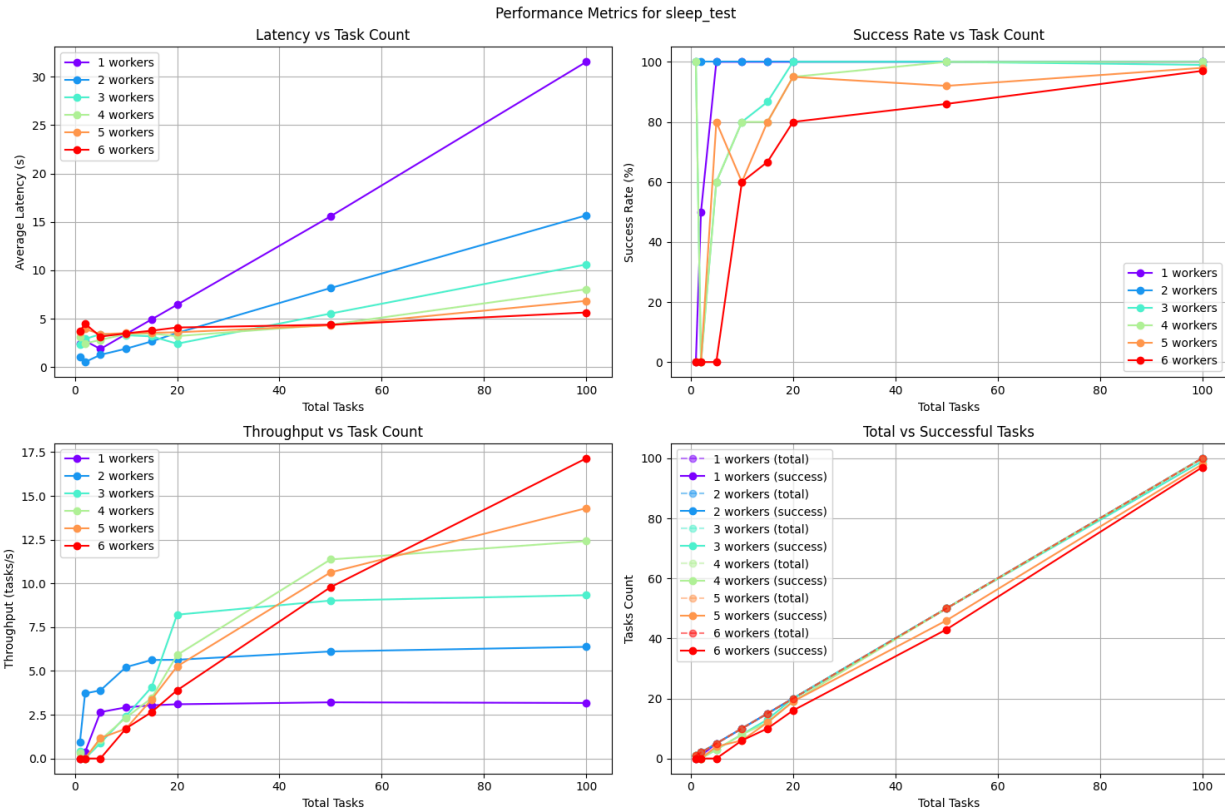 Performance Metrics for sleep_test
Latency vs Task Count
1 workers
2 workers
3 workers
4 workers
5 workers
6 workers
Average Latency (s)
30
25
20
15
10
5
0
0 20 40 60 80 100
Total Tasks
Success Rate vs Task Count
Success Rate (%)
100
80
60
40
20
0
1 workers
2 workers
3 workers
4 workers
5 workers
6 workers
0 20 40 60 80 100
Total Tasks
Throughput vs Task Count
1 workers
2 workers
3 workers
4 workers
5 workers
6 workers
Throughput (tasks/s)
17.5
15.0
12.5
10.0
7.5
5.0
2.5
0.0
0 20 40 60 80 100
Total Tasks
Total vs Successful Tasks
1 workers (total)
1 workers (success)
2 workers (total)
2 workers (success)
3 workers (total)
3 workers (success)
4 workers (total)
4 workers (success)
5 workers (total)
5 workers (success)
6 workers (total)
6 workers (success)
Tasks Count
100
80
60
40
20
0
0 20 40 60 80 100
Total Tasks